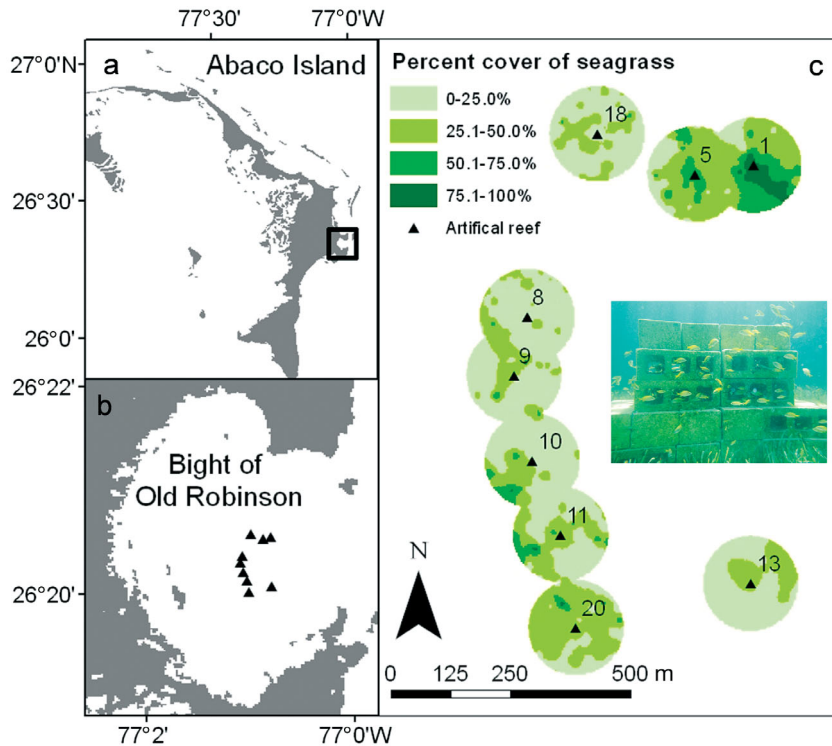 77°30' 77°0'W
27°0'N
26°30'
26°0'
a
Abaco Island
26°22'
26°20'
b
Bight of
Old Robinson
77°2' 77°0'W
c
Percent cover of seagrass
0-25.0%
25.1-50.0%
50.1-75.0%
75.1-100%
Artifical reef
18
5
1
8
9
10
11
13
20
N
0 125 250 500 m